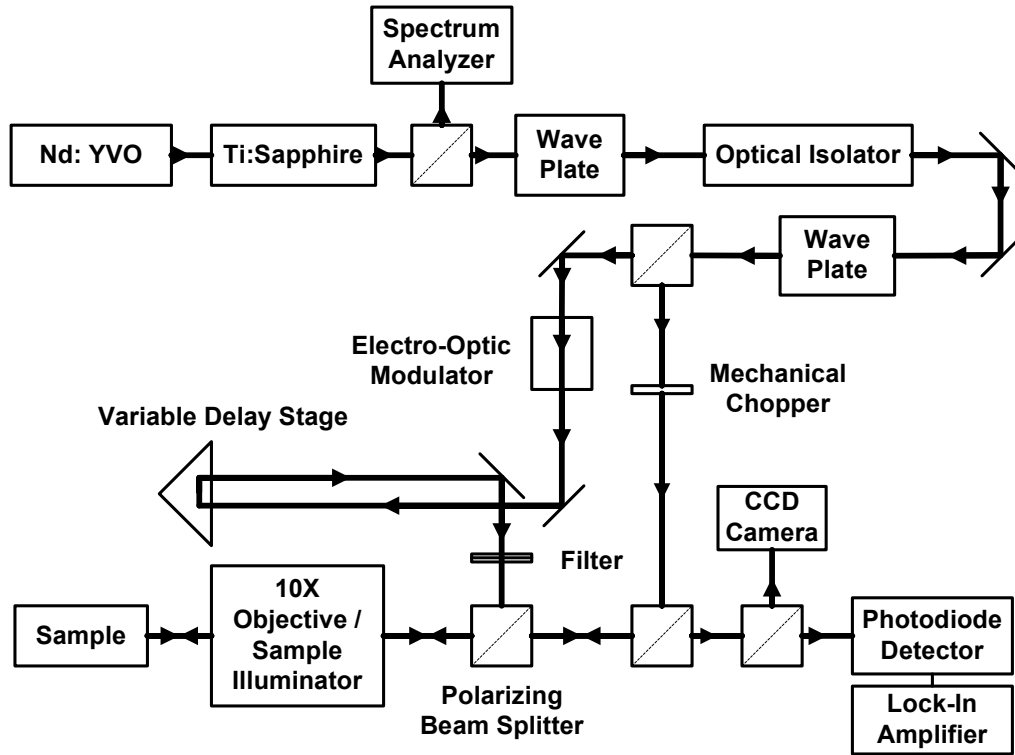 Spectrum
Analyzer
Nd: YVO
Ti:Sapphire
Wave
Plate
Optical Isolator
Wave
Plate
Electro-Optic
Modulator
Mechanical
Chopper
Variable Delay Stage
CCD
Camera
Filter
Sample
10X
Objective /
Sample
Illuminator
Polarizing
Beam Splitter
Photodiode
Detector
Lock-In
Amplifier